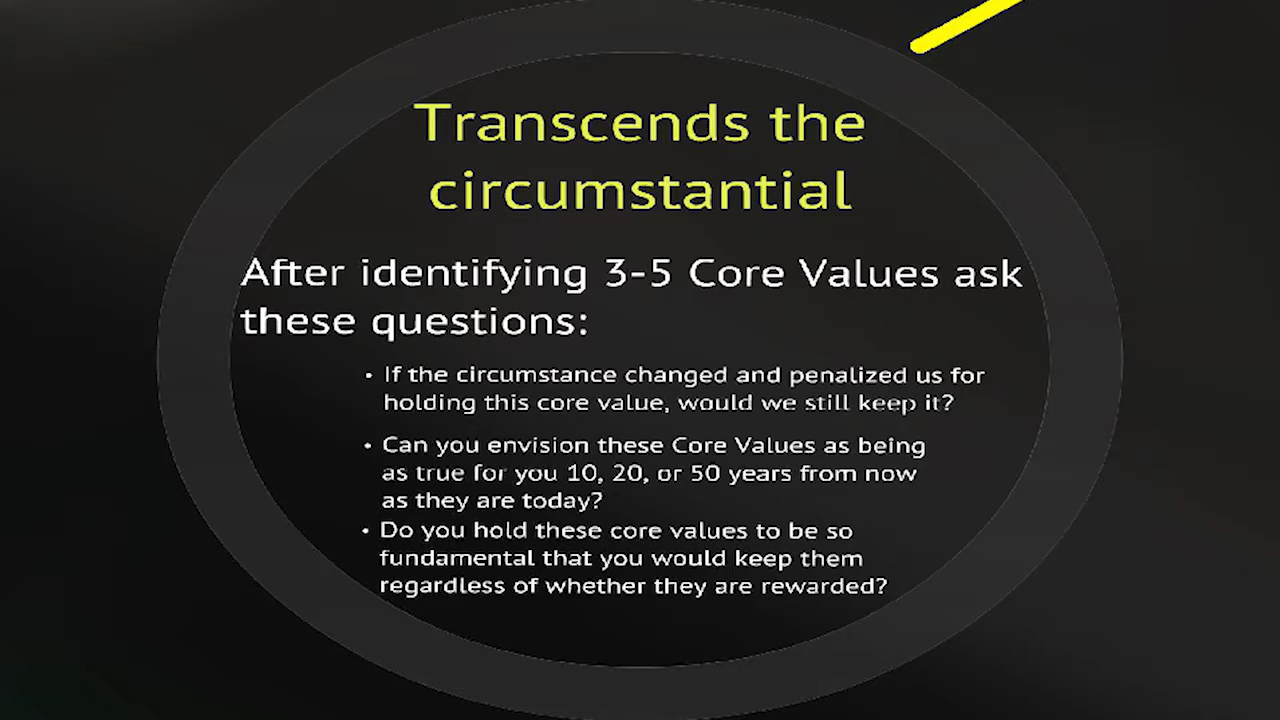 Transcends the
circumstantial
After identifying 3-5 Core Values ask
these questions:
• If the circumstance changed and penalized us for
holding this core value, would we still keep it?
• Can you envision these Core Values as being
as true for you 10, 20, or 50 years from now
as they are today?
• Do you hold these core values to be so
fundamental that you would keep them
regardless of whether they are rewarded?